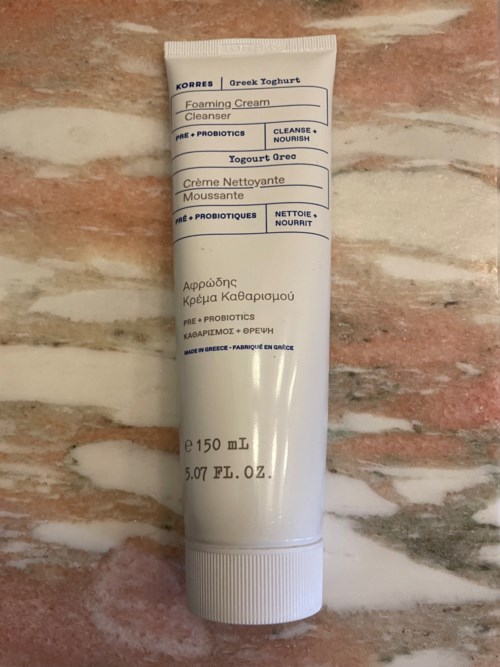 KORRES | Greek Yoghurt
Foaming Cream
Cleanser
PRE + PROBIOTICS
CLEANSE +
NOURISH
Yogourt Grec
Crème Nettoyante
Moussante
PRÉ + PROBIOTIQUES
NETTOIE +
NOURRIT
Αφρώδης
Κρέμα Καθαρισμού
PRE + PROBIOTICS
ΚΑΘΑΡΙΣΜΟΣ + ΘΡΕΨΗ
MADE IN GREECE - FABRIQUÉ EN GRÈCE
℮ 150 mL
5.07 FL. OZ.